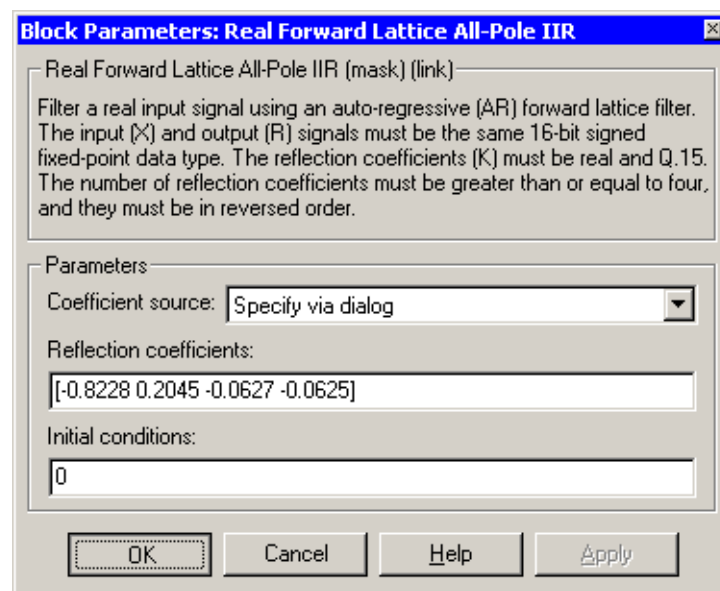 Block Parameters: Real Forward Lattice All-Pole IIR
Real Forward Lattice All-Pole IIR (mask) (link)
Filter a real input signal using an auto-regressive (AR) forward lattice filter.
The input (X) and output (R) signals must be the same 16-bit signed
fixed-point data type. The reflection coefficients (K) must be real and Q.15.
The number of reflection coefficients must be greater than or equal to four,
and they must be in reversed order.
Parameters
Coefficient source: Specify via dialog
Reflection coefficients:
[-0.8228 0.2045 -0.0627 -0.0625]
Initial conditions:
0
OK Cancel Help Apply